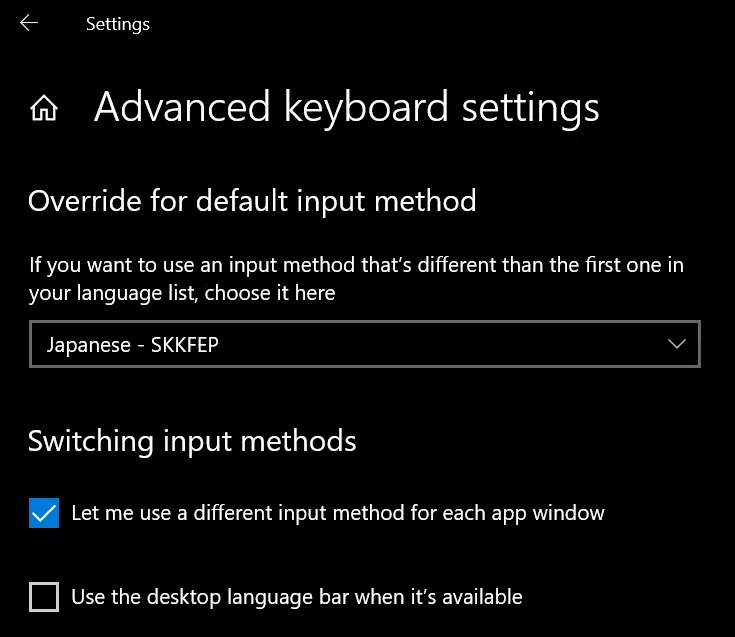 Settings
Advanced keyboard settings
Override for default input method
If you want to use an input method that’s different than the first one in
your language list, choose it here
Japanese - SKKFEP
Switching input methods
Let me use a different input method for each app window
Use the desktop language bar when it’s available